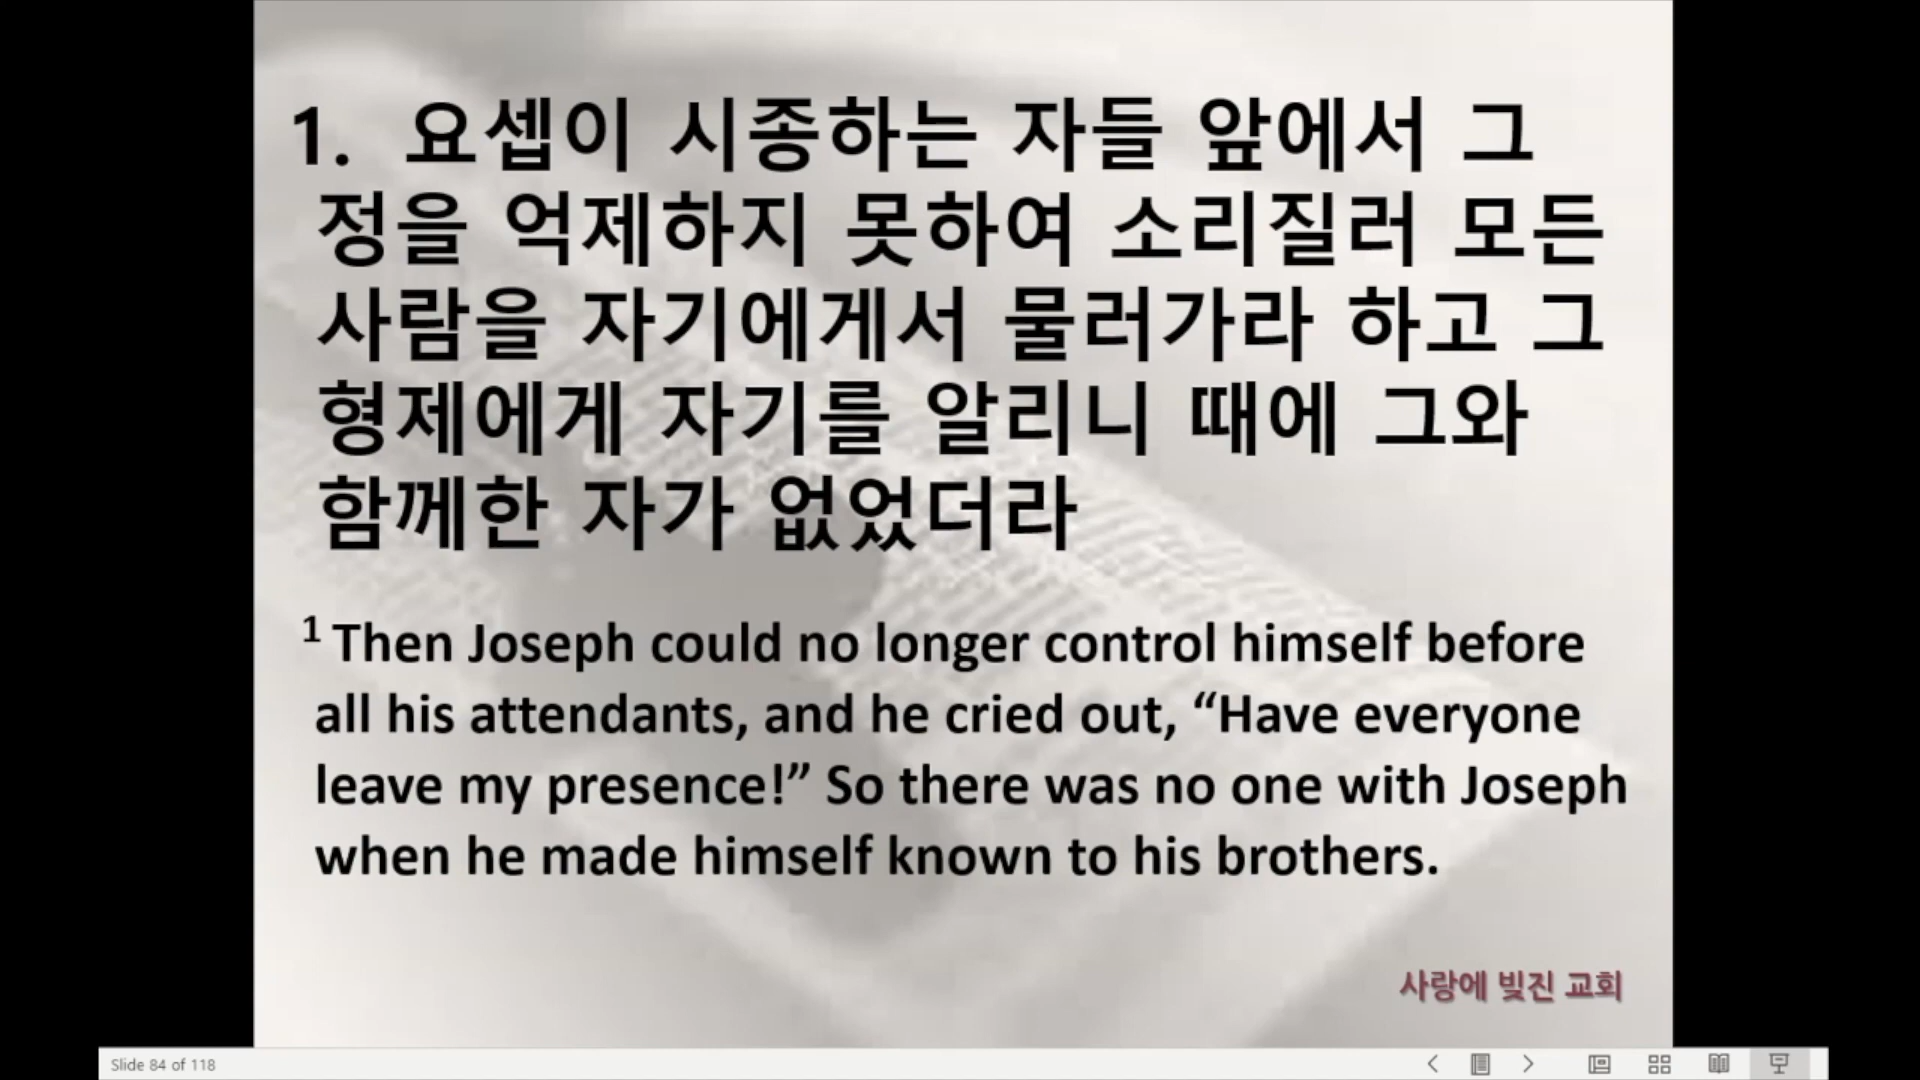 1. 요셉이 시종하는 자들 앞에서 그
정을 억제하지 못하여 소리질러 모든
사람을 자기에게서 물러가라 하고 그
형제에게 자기를 알리니 때에 그와
함께한 자가 없었더라
1 Then Joseph could no longer control himself before
all his attendants, and he cried out, “Have everyone
leave my presence!” So there was no one with Joseph
when he made himself known to his brothers.
사랑에 빚진 교회
Slide 84 of 118